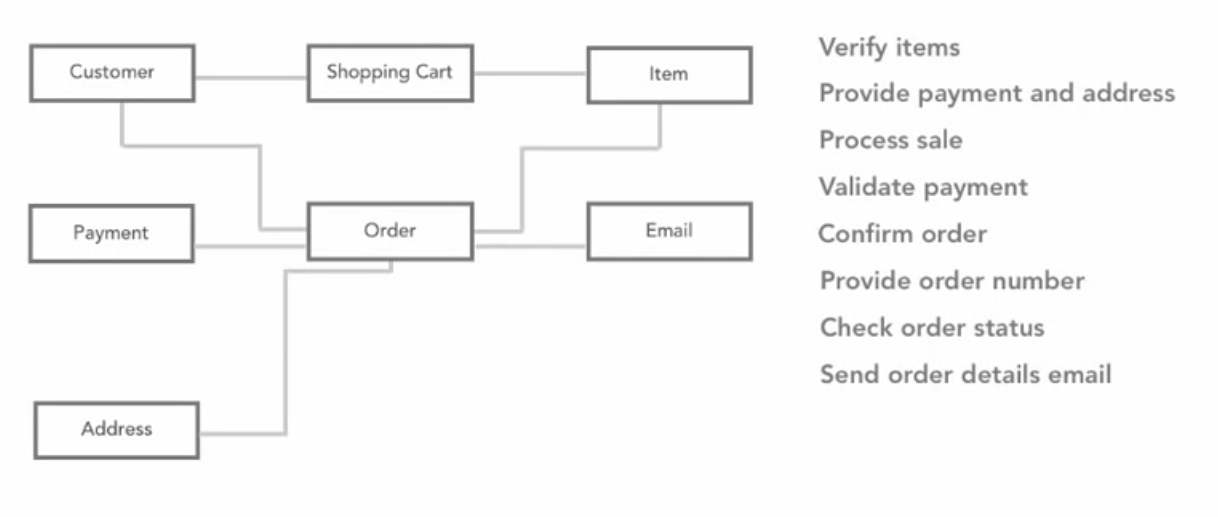 Customer
Shopping Cart
Item
Payment
Order
Email
Address
Verify items
Provide payment and address
Process sale
Validate payment
Confirm order
Provide order number
Check order status
Send order details email